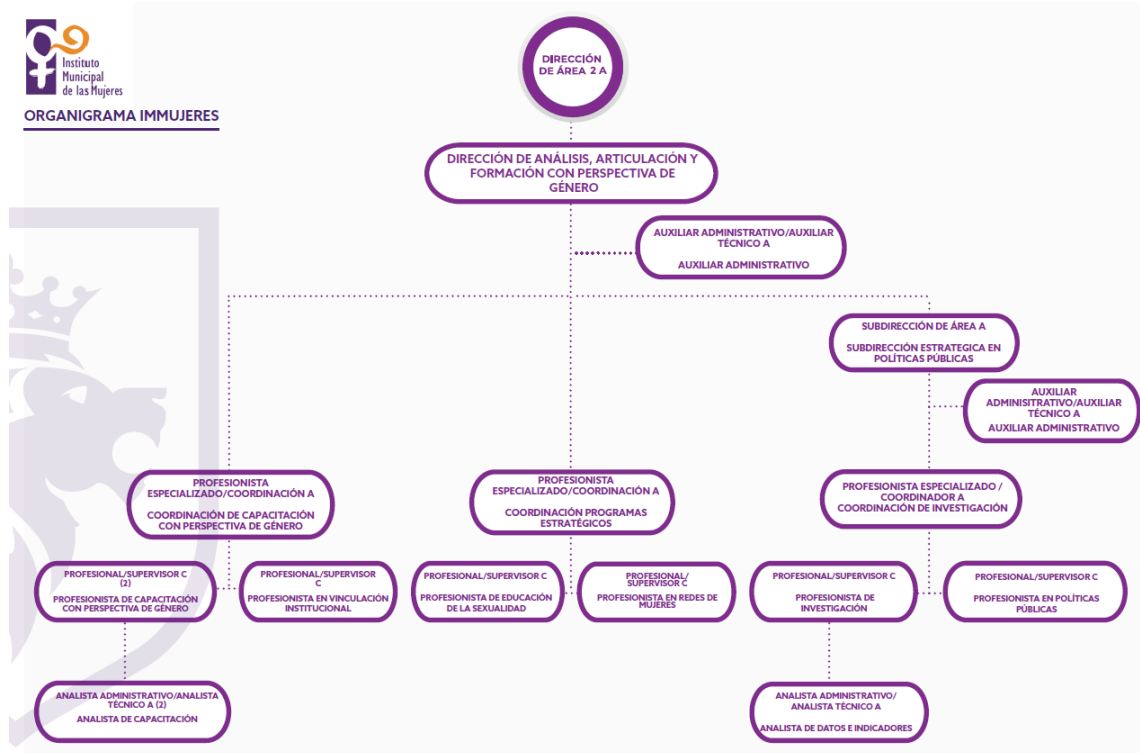 Instituto
Municipal
de las Mujeres
ORGANIGRAMA IMMUJERES
DIRECCIÓN
DE ÁREA 2 A
DIRECCIÓN DE ANÁLISIS, ARTICULACIÓN Y
FORMACIÓN CON PERSPECTIVA DE
GÉNERO
AUXILIAR ADMINISTRATIVO/AUXILIAR
TÉCNICO A
AUXILIAR ADMINISTRATIVO
SUBDIRECCIÓN DE ÁREA A
SUBDIRECCIÓN ESTRATEGICA EN
POLÍTICAS PÚBLICAS
AUXILIAR
ADMINISITRATIVO/AUXILIAR
TÉCNICO A
AUXILIAR ADMINISTRATIVO
PROFESIONISTA
ESPECIALIZADO/COORDINACIÓN A
COORDINACIÓN DE CAPACITACIÓN
CON PERSPECTIVA DE GÉNERO
PROFESIONISTA
ESPECIALIZADO/COORDINACIÓN A
COORDINACIÓN PROGRAMAS
ESTRATÉGICOS
PROFESIONISTA ESPECIALIZADO /
COORDINADOR A
COORDINACIÓN DE INVESTIGACIÓN
PROFESIONAL/SUPERVISOR C
(2)
PROFESIONISTA DE CAPACITACIÓN
CON PERSPECTIVA DE GÉNERO
PROFESIONAL/SUPERVISOR
C
PROFESIONISTA EN VINCULACIÓN
INSTITUCIONAL
PROFESIONAL/SUPERVISOR C
PROFESIONISTA DE EDUCACIÓN
DE LA SEXUALIDAD
PROFESIONAL/
SUPERVISOR C
PROFESIONISTA EN REDES DE
MUJERES
PROFESIONAL/SUPERVISOR C
PROFESIONISTA DE
INVESTIGACIÓN
PROFESIONAL/SUPERVISOR C
PROFESIONISTA EN POLÍTICAS
PÚBLICAS
ANALISTA ADMINISTRATIVO/ANALISTA
TÉCNICO A (2)
ANALISTA DE CAPACITACIÓN
ANALISTA ADMINISTRATIVO/
ANALISTA TÉCNICO A
ANALISTA DE DATOS E INDICADORES